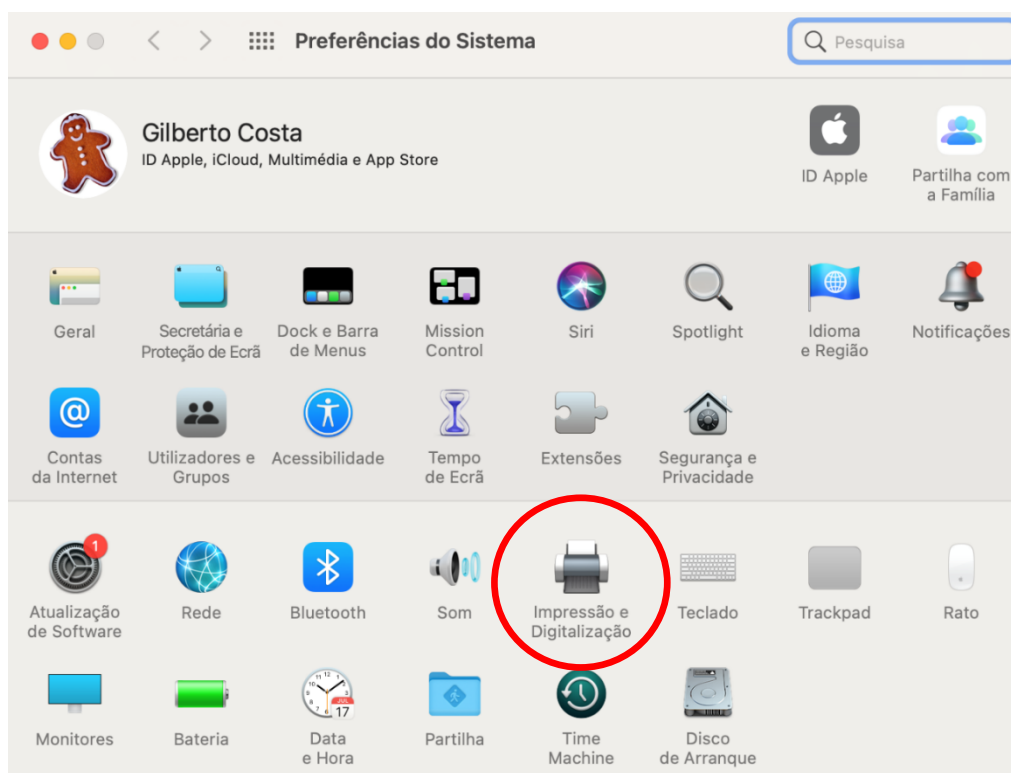 Preferências do Sistema
Pesquisa
Gilberto Costa
ID Apple, iCloud, Multimédia e App Store
ID Apple
Partilha com
a Família
Geral
Secretária e
Proteção de Ecrã
Dock e Barra
de Menus
Mission
Control
Siri
Spotlight
Idioma
e Região
Notificações
@
Contas
da Internet
Utilizadores e
Grupos
Acessibilidade
Tempo
de Ecrã
Extensões
Segurança e
Privacidade
1
Atualização
de Software
Rede
Bluetooth
Som
Impressão e
Digitalização
Teclado
Trackpad
Rato
Monitores
Bateria
JUL
17
Data
e Hora
Partilha
Time
Machine
Disco
de Arranque